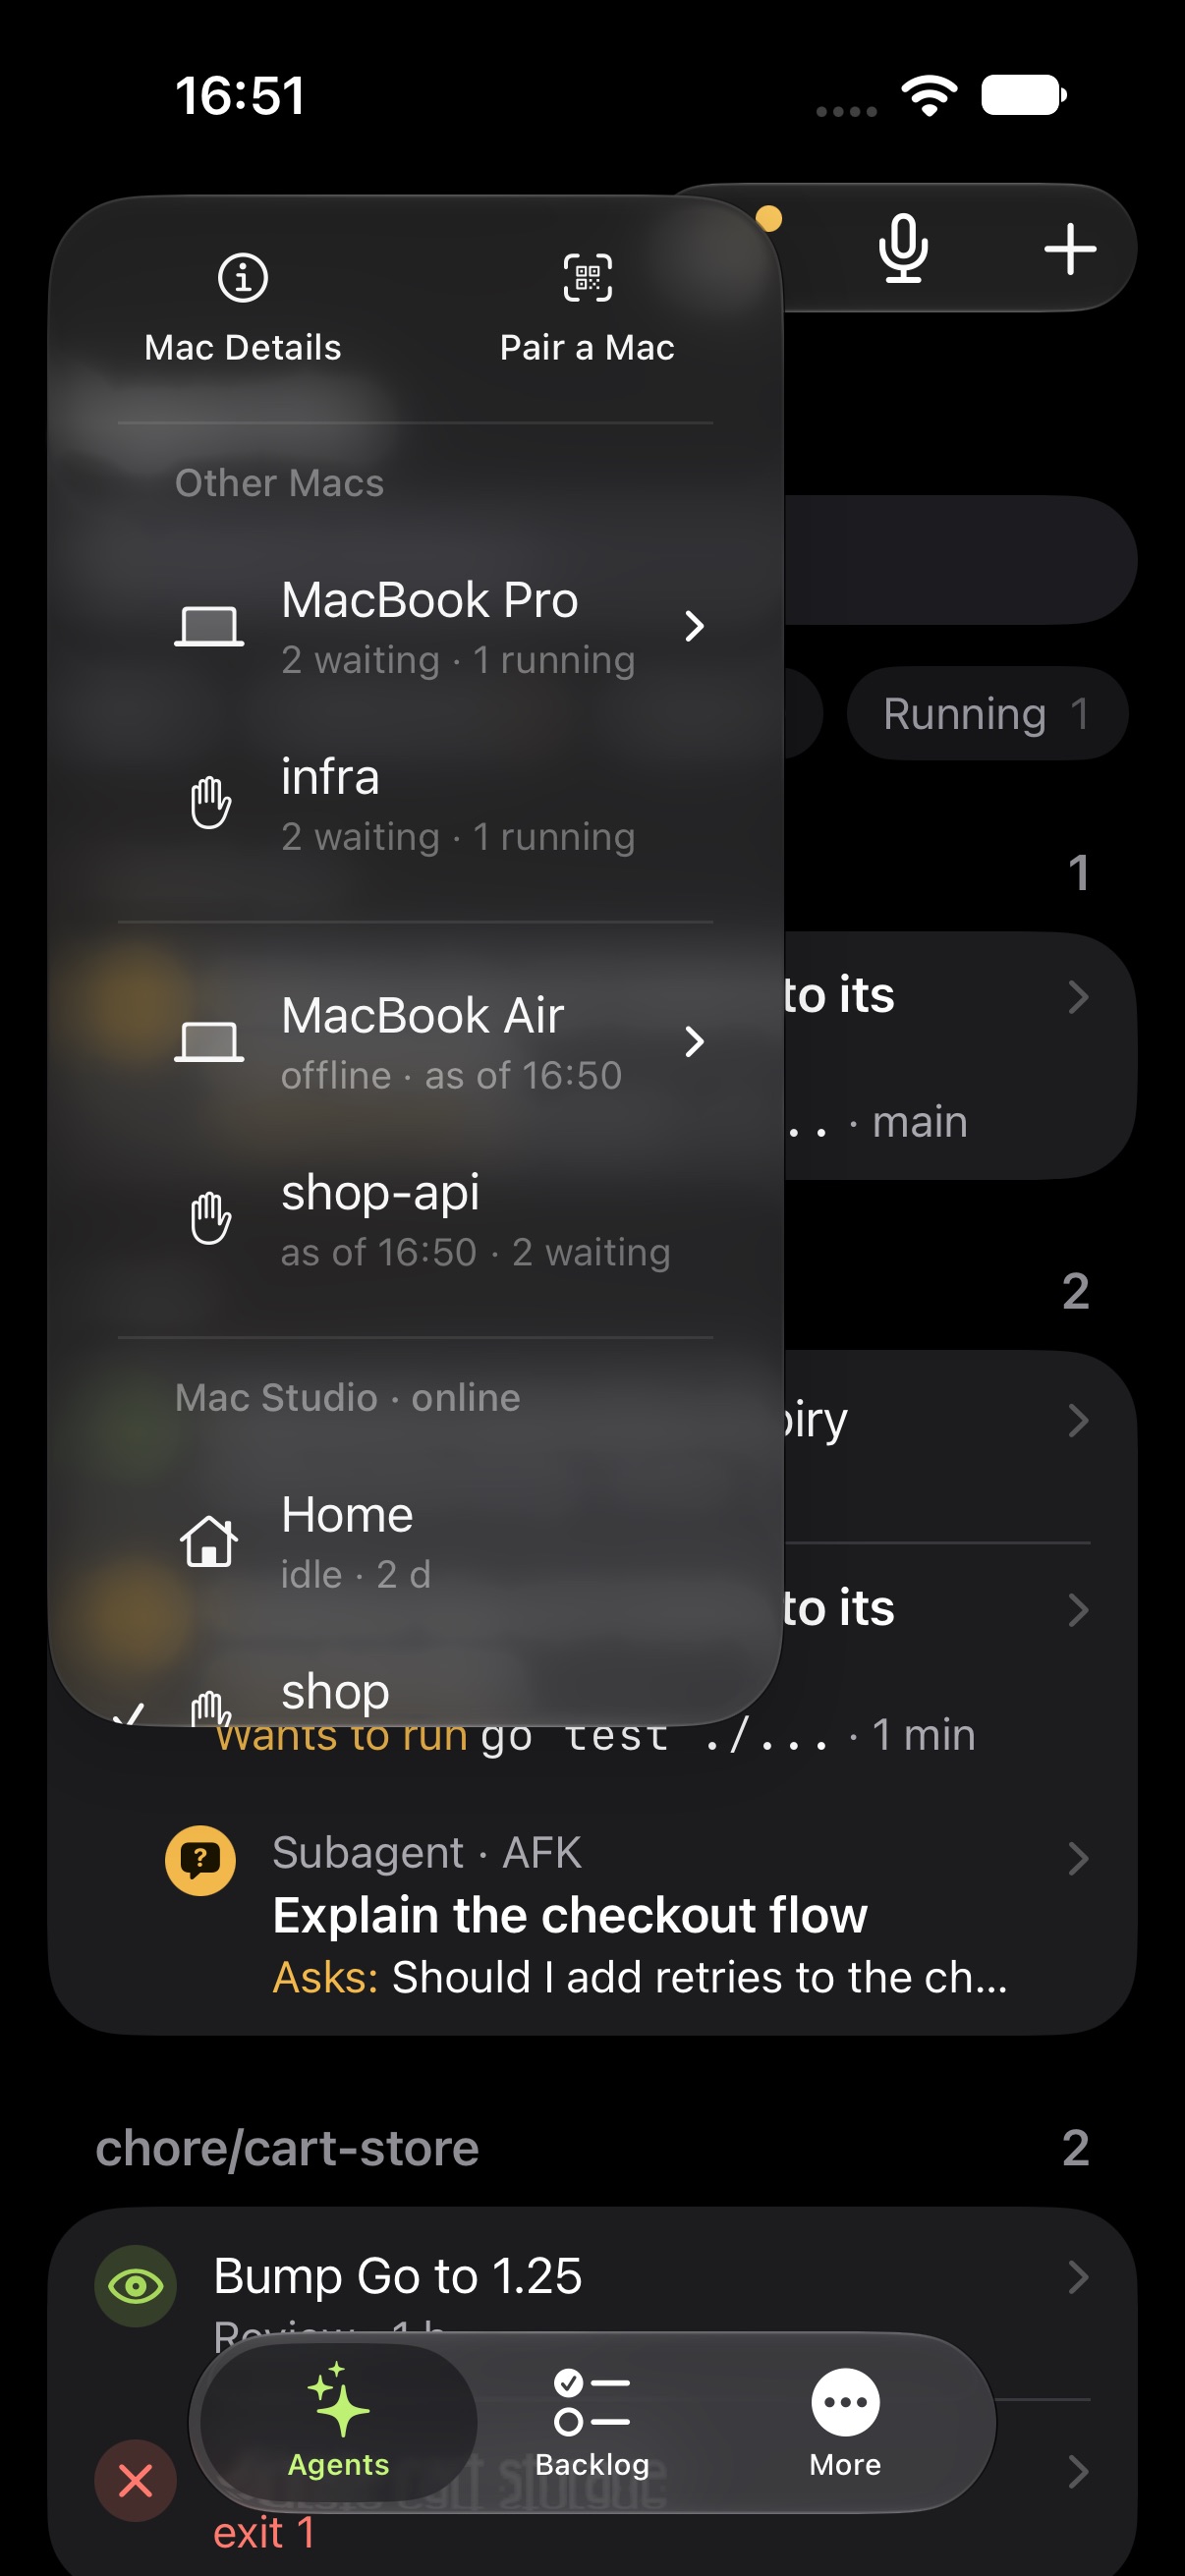 16:51
Mac Details
Pair a Mac
Other Macs
MacBook Pro
2 waiting · 1 running
infra
2 waiting · 1 running
MacBook Air
offline · as of 16:50
shop-api
as of 16:50 · 2 waiting
Mac Studio · online
Home
idle · 2 d
shop
Running 1
1
to its
.. · main
2
to its
Wants to run go test ./... · 1 min
Subagent · AFK
Explain the checkout flow
Asks: Should I add retries to the ch...
chore/cart-store
2
Bump Go to 1.25
Review · 1 h
exit 1
Agents
Backlog
More